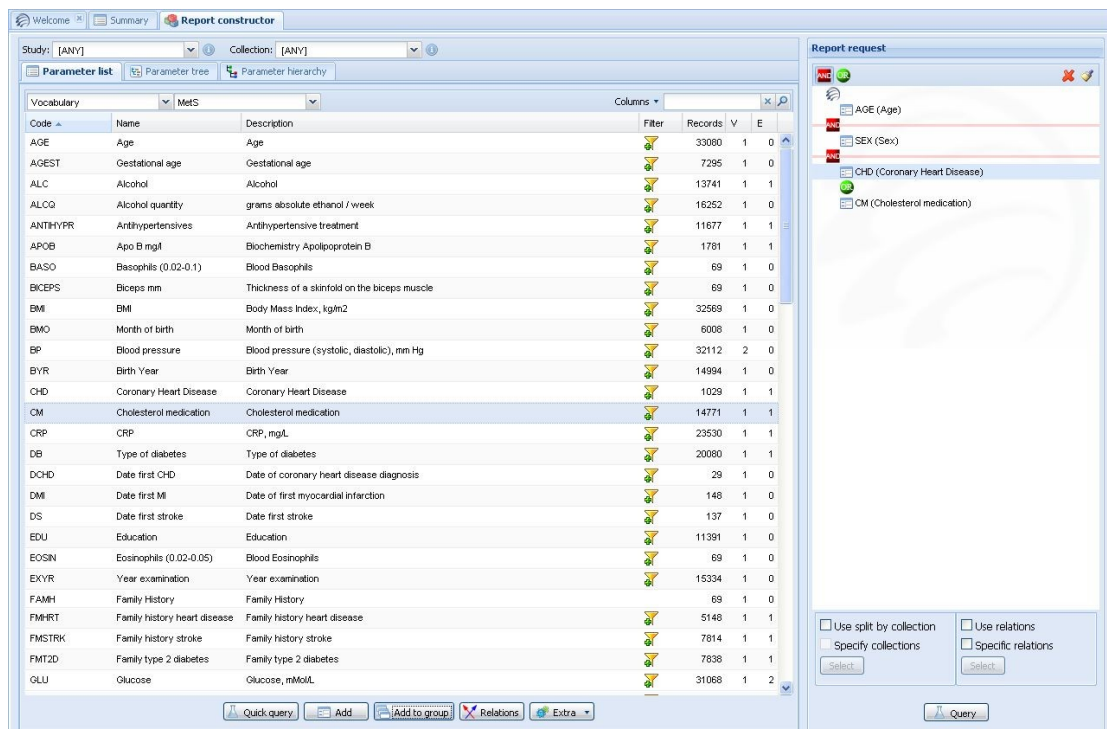 Welcome Summary Report constructor
Study: [ANY] Collection: [ANY]
Parameter list Parameter tree Parameter hierarchy
Vocabulary MetS Columns
Code Name Description Filter Records V E
AGE Age Age 33080 1 0
AGEST Gestational age Gestational age 7295 1 0
ALC Alcohol Alcohol 13741 1 1
ALCQ Alcohol quantity grams absolute ethanol / week 16252 1 0
ANTIHYPR Antihypertensives Antihypertensive treatment 11677 1 1
APOB Apo B mg/l Biochemistry Apolipoprotein B 1781 1 1
BASO Basophils (0.02-0.1) Blood Basophils 69 1 0
BICEPS Biceps mm Thickness of a skinfold on the biceps muscle 69 1 0
BMI BMI Body Mass Index, kg/m2 32569 1 0
BMO Month of birth Month of birth 6008 1 0
BP Blood pressure Blood pressure (systolic, diastolic), mm Hg 32112 2 0
BYR Birth Year Birth Year 14994 1 0
CHD Coronary Heart Disease Coronary Heart Disease 1029 1 1
CM Cholesterol medication Cholesterol medication 14771 1 1
CRP CRP CRP, mg/L 23530 1 1
DB Type of diabetes Type of diabetes 20080 1 1
DCHD Date first CHD Date of coronary heart disease diagnosis 29 1 0
DMI Date first MI Date of first myocardial infarction 148 1 0
DS Date first stroke Date first stroke 137 1 0
EDU Education Education 11391 1 0
EOSIN Eosinophils (0.02-0.05) Blood Eosinophils 69 1 0
EXYR Year examination Year examination 15334 1 0
FAMH Family History Family History 69 1 0
FMHRT Family history heart disease Family history heart disease 5148 1 1
FMSTRK Family history stroke Family history stroke 7814 1 1
FMT2D Family type 2 diabetes Family type 2 diabetes 7838 1 1
GLU Glucose Glucose, mMol/L 31068 1 2
Quick query Add Add to group Relations Extra
Report request
AND OR
AGE (Age)
AND
SEX (Sex)
AND
CHD (Coronary Heart Disease)
OR
CM (Cholesterol medication)
Use split by collection Use relations
Specify collections Specific relations
Select Select
Query